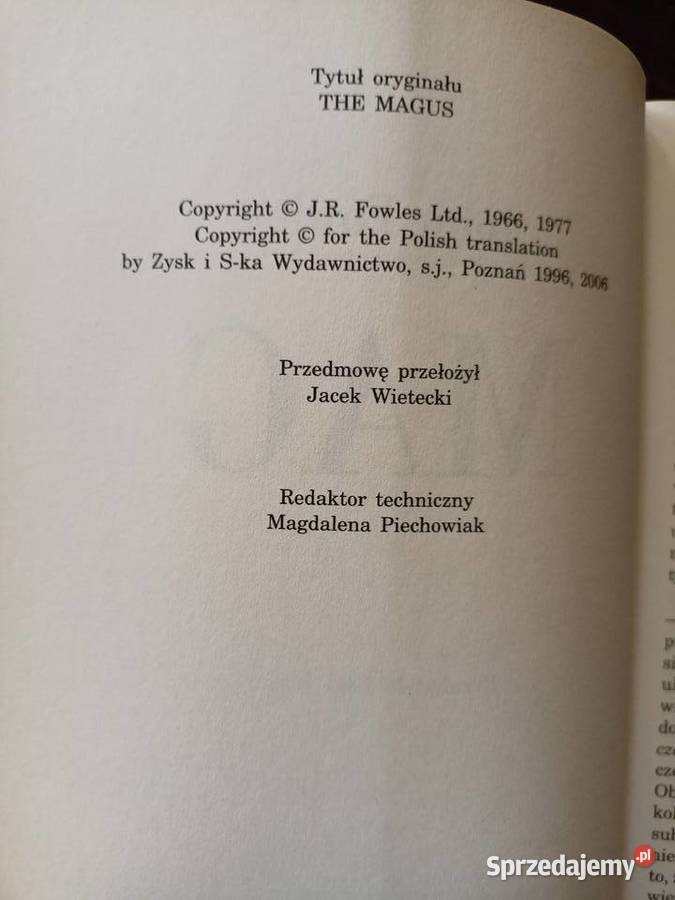 Tytuł oryginału
THE MAGUS
Copyright © J.R. Fowles Ltd., 1966, 1977
Copyright © for the Polish translation
by Zysk i S-ka Wydawnictwo, s.j., Poznań 1996, 2006
Przedmowę przełożył
Jacek Wietecki
Redaktor techniczny
Magdalena Piechowiak
to,
Sprzedajemy.pl